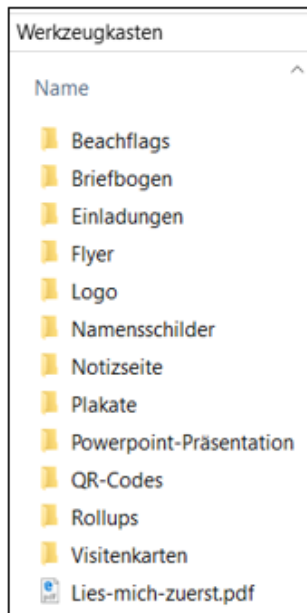 Werkzeugkasten
Name
Beachflags
Briefbogen
Einladungen
Flyer
Logo
Namensschilder
Notizseite
Plakate
Powerpoint-Präsentation
QR-Codes
Rollups
Visitenkarten
Lies-mich-zuerst.pdf